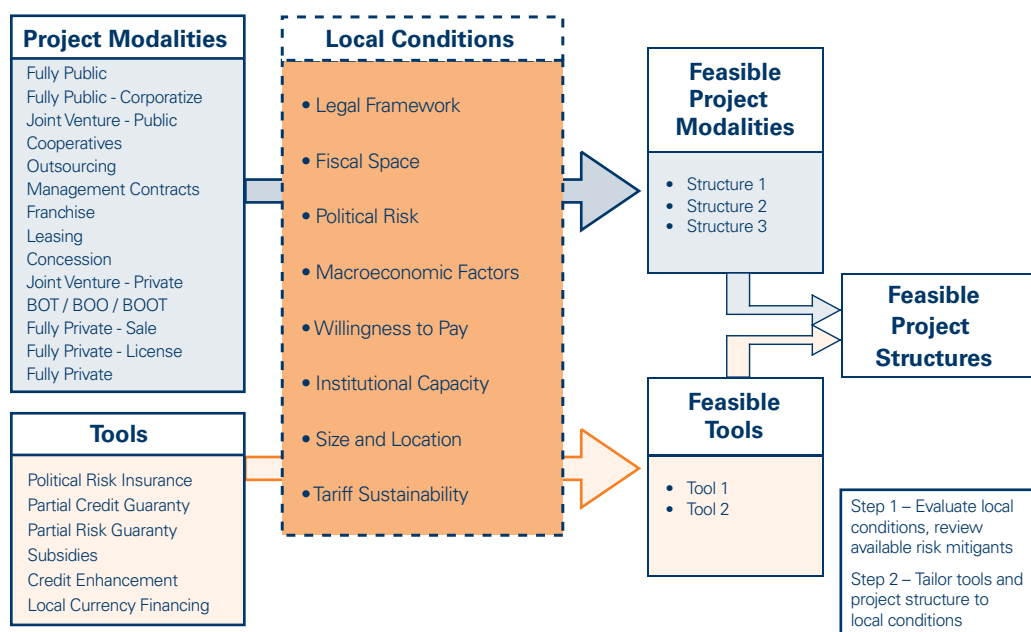 Project Modalities
Fully Public
Fully Public - Corporatize
Joint Venture - Public
Cooperatives
Outsourcing
Management Contracts
Franchise
Leasing
Concession
Joint Venture - Private
BOT / BOO / BOOT
Fully Private - Sale
Fully Private - License
Fully Private
Tools
Political Risk Insurance
Partial Credit Guaranty
Partial Risk Guaranty
Subsidies
Credit Enhancement
Local Currency Financing
Local Conditions
• Legal Framework
• Fiscal Space
• Political Risk
• Macroeconomic Factors
• Willingness to Pay
• Institutional Capacity
• Size and Location
• Tariff Sustainability
Feasible
Project
Modalities
• Structure 1
• Structure 2
• Structure 3
Feasible
Tools
• Tool 1
• Tool 2
Feasible
Project
Structures
Step 1 – Evaluate local
conditions, review
available risk mitigants
Step 2 – Tailor tools and
project structure to
local conditions